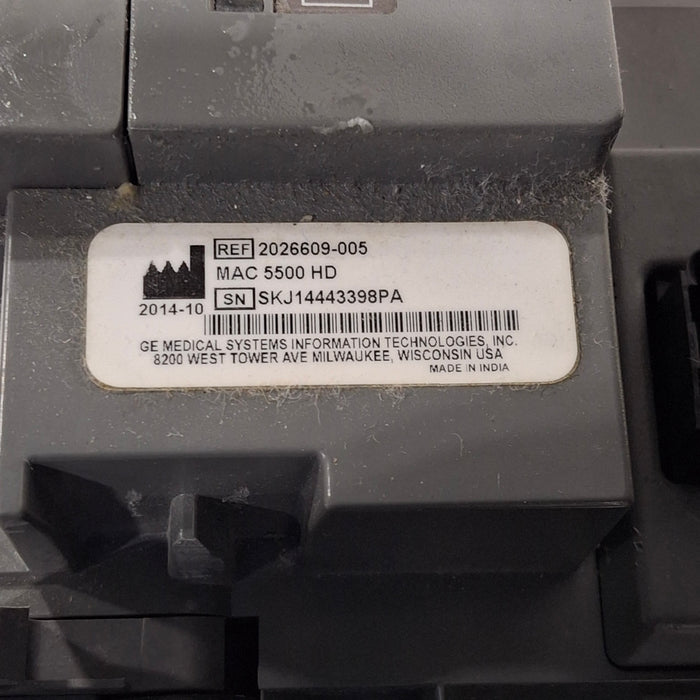 REF 2026609-005
MAC 5500 HD
SN SKJ14443398PA
2014-10
GE MEDICAL SYSTEMS INFORMATION TECHNOLOGIES, INC.
8200 WEST TOWER AVE MILWAUKEE, WISCONSIN USA
MADE IN INDIA